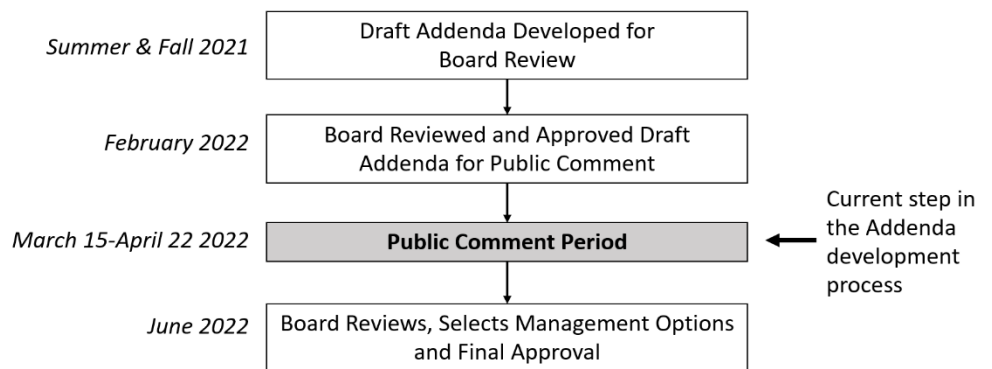 Summer & Fall 2021
Draft Addenda Developed for
Board Review
February 2022
Board Reviewed and Approved Draft
Addenda for Public Comment
March 15-April 22 2022
Public Comment Period
Current step in
the Addenda
development
process
June 2022
Board Reviews, Selects Management Options
and Final Approval